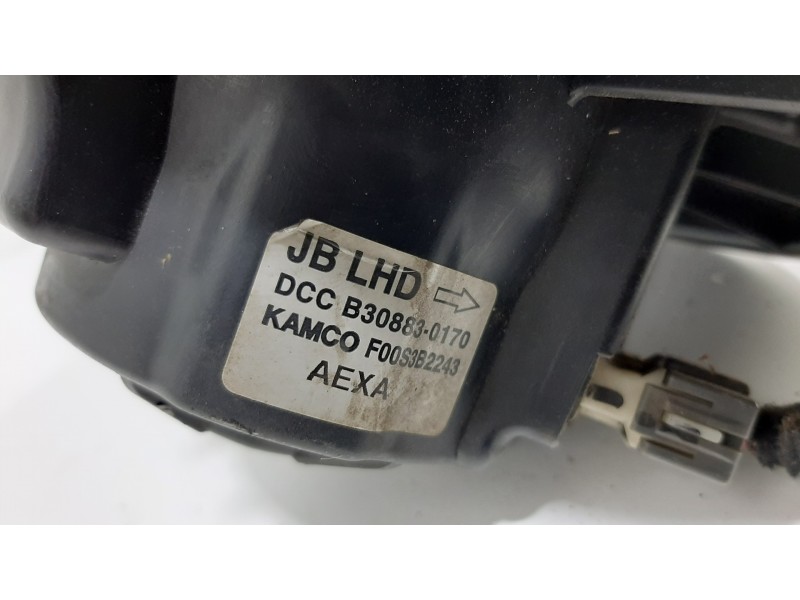 JB LHD
DCC B30883-0170
KAMCO F00S3B2243
AEXA